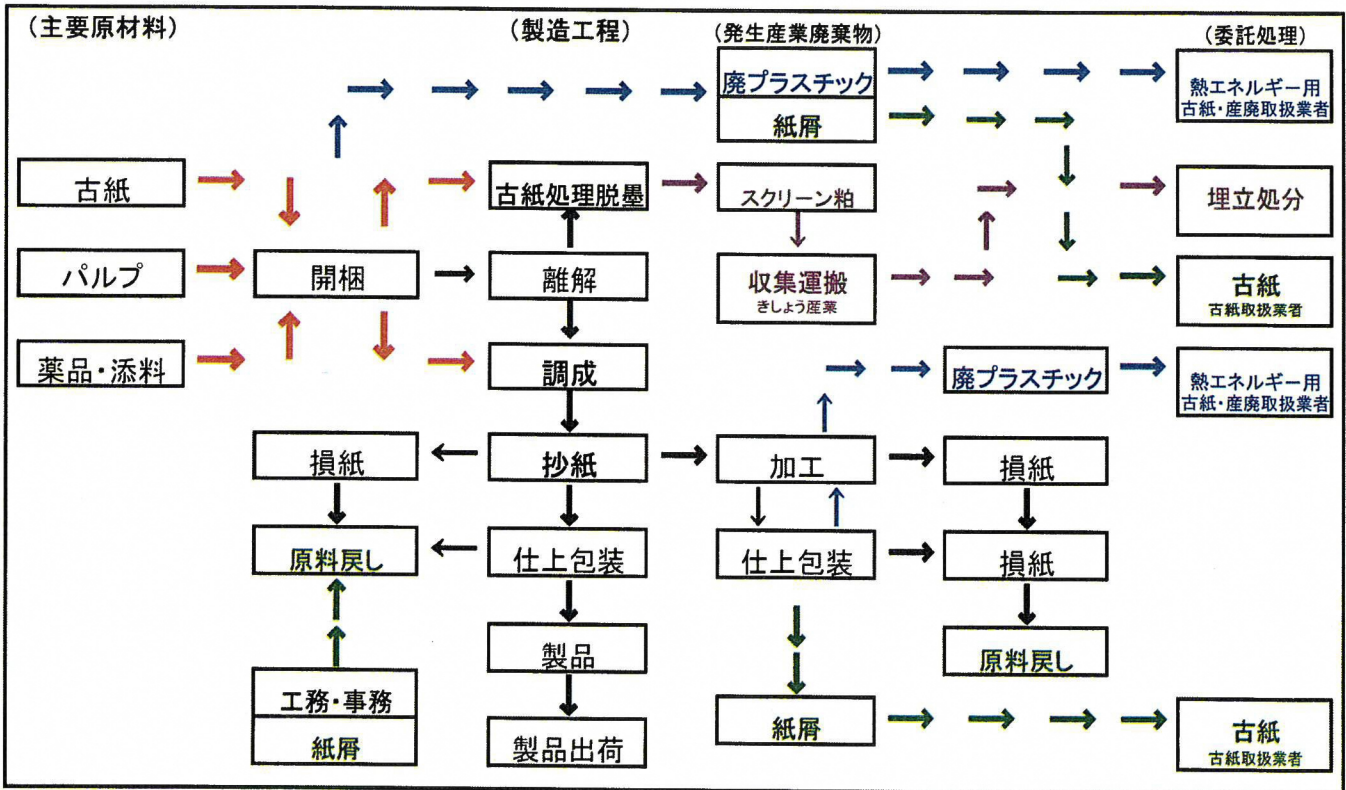 (主要原材料)
(製造工程)
(発生産業廃棄物)
(委託処理)
廃プラスチック
紙屑
熱エネルギー用
古紙・産廃取扱業者
古紙
古紙処理脱墨
スクリーン粕
埋立処分
パルプ
開梱
離解
収集運搬
きしょう産業
古紙
古紙取扱業者
薬品・添料
調成
廃プラスチック
熱エネルギー用
古紙・産廃取扱業者
損紙
抄紙
加工
損紙
原料戻し
仕上包装
仕上包装
損紙
製品
原料戻し
工務・事務
紙屑
製品出荷
紙屑
古紙
古紙取扱業者